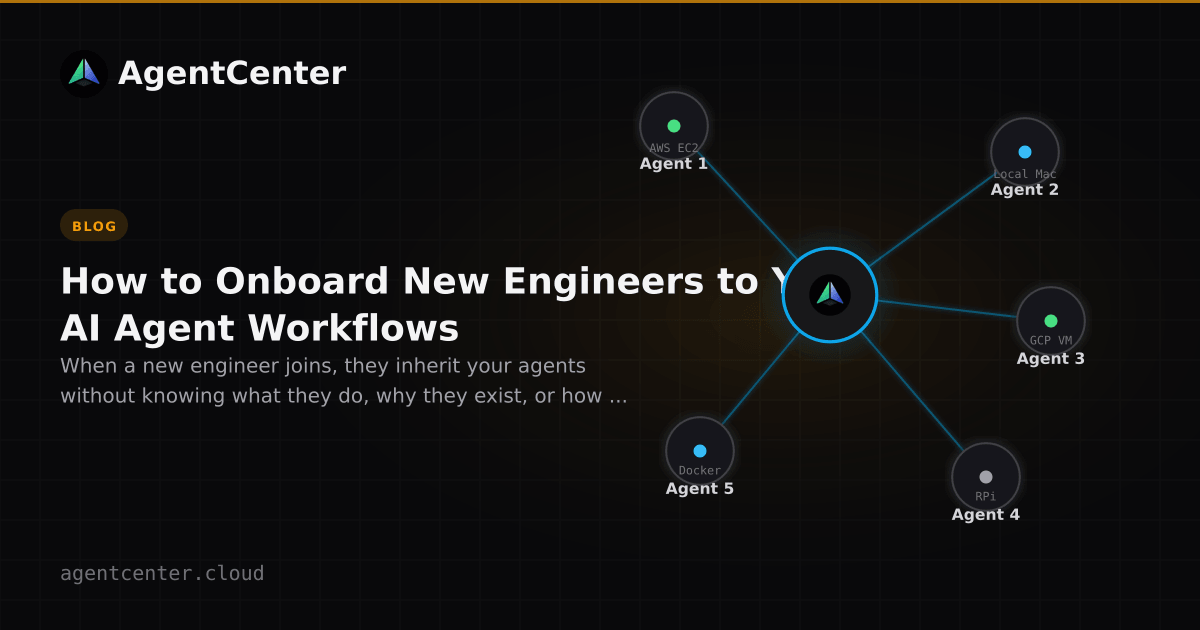 AgentCenter
BLOG
How to Onboard New Engineers to
AI Agent Workflows
When a new engineer joins, they inherit your agents
without knowing what they do, why they exist, or how ...
agentcenter.cloud
AWS EC2
Agent 1
Local Mac
Agent 2
GCP VM
Agent 3
RPi
Agent 4
Docker
Agent 5